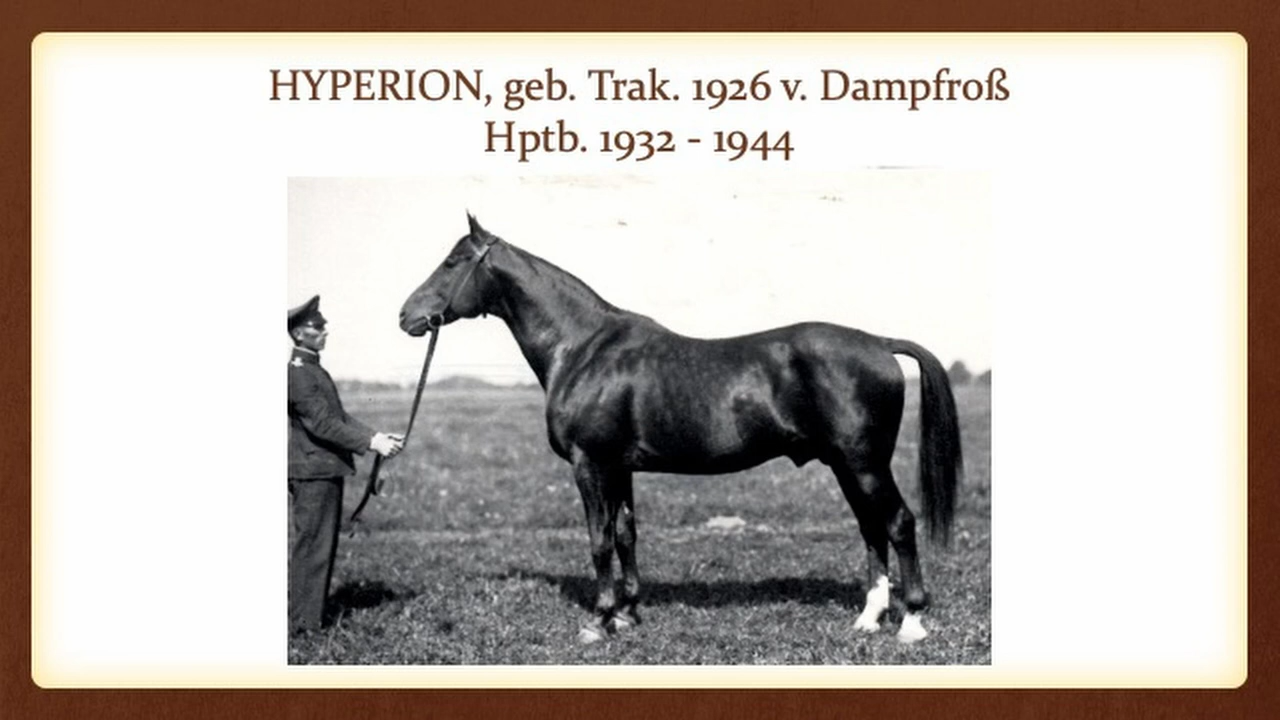 HYPERION, geb. Trak. 1926 v. Dampfroß
Hptb. 1932 - 1944